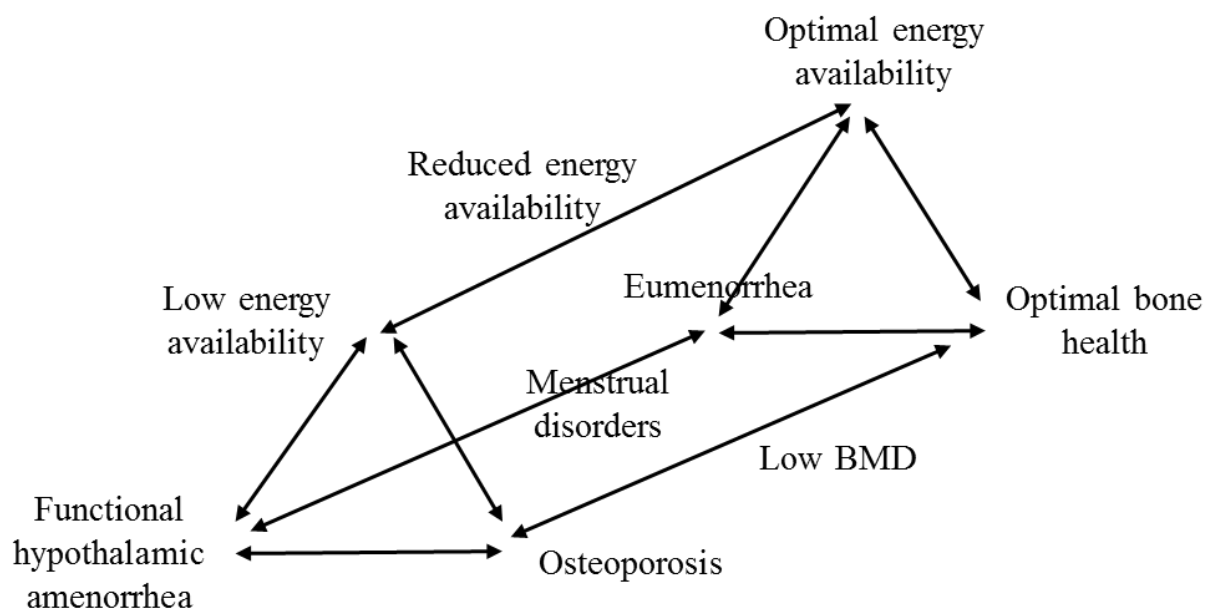 Optimal energy
availability
Reduced energy
availability
Low energy
availability
Eumenorrhea
Optimal bone
health
Menstrual
disorders
Low BMD
Functional
hypothalamic
amenorrhea
Osteoporosis